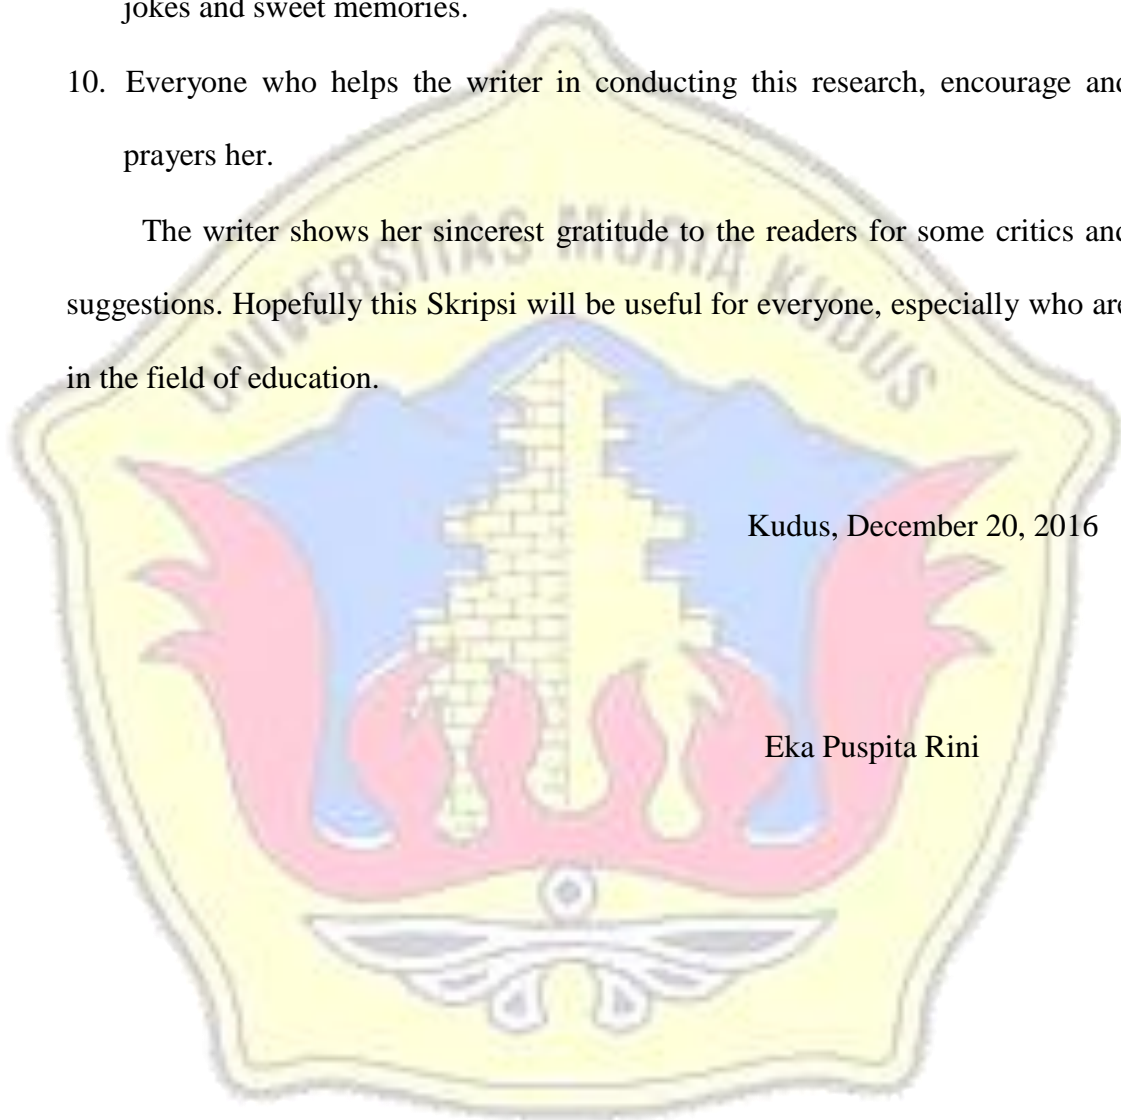 jokes and sweet memories.
10. Everyone who helps the writer in conducting this research, encourage and
prayers her.
The writer shows her sincerest gratitude to the readers for some critics and
suggestions. Hopefully this Skripsi will be useful for everyone, especially who are
in the field of education.
UNIVERSITAS MURIA KUDUS
Kudus, December 20, 2016
Eka Puspita Rini